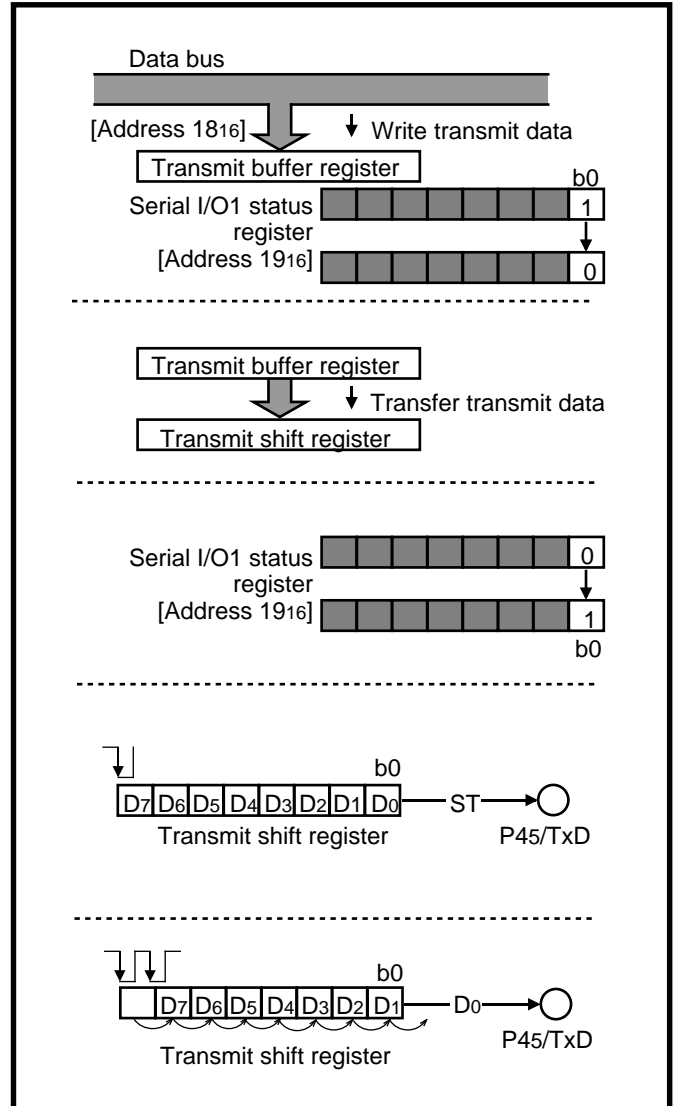 Data bus
[Address 1816]
Write transmit data
Transmit buffer register
b0
Serial I/O1 status
register
[Address 1916]
1
0
Transmit buffer register
Transfer transmit data
Transmit shift register
Serial I/O1 status
register
[Address 1916]
0
1
b0
b0
D7 D6 D5 D4 D3 D2 D1 D0
ST
Transmit shift register
P45/TxD
b0
D7 D6 D5 D4 D3 D2 D1
D0
P45/TxD
Transmit shift register